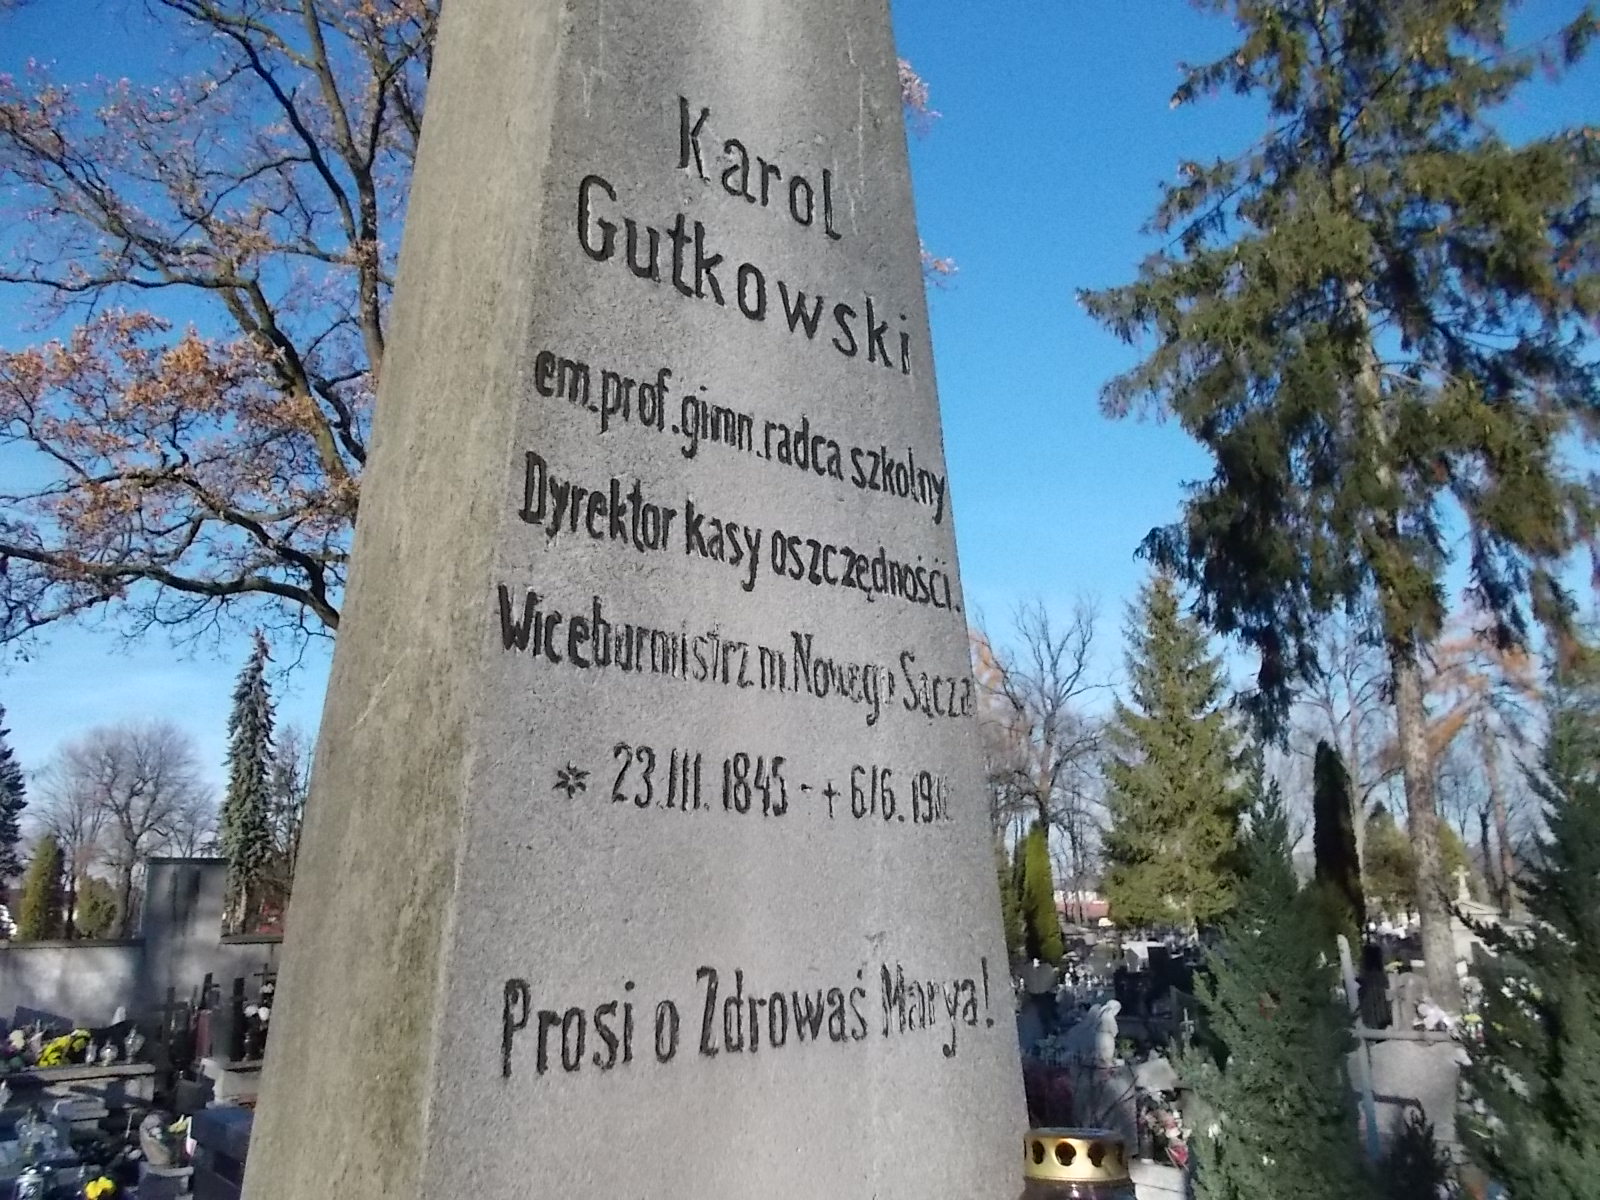 Karol
Gutkowski
em. prof. gimn. radca szkolny
Dyrektor kasy oszczędności.
Wiceburmistrz m. Nowego Sącza
* 23.III. 1845 - + 6/6.
Prosi o Zdrowaś Marya!